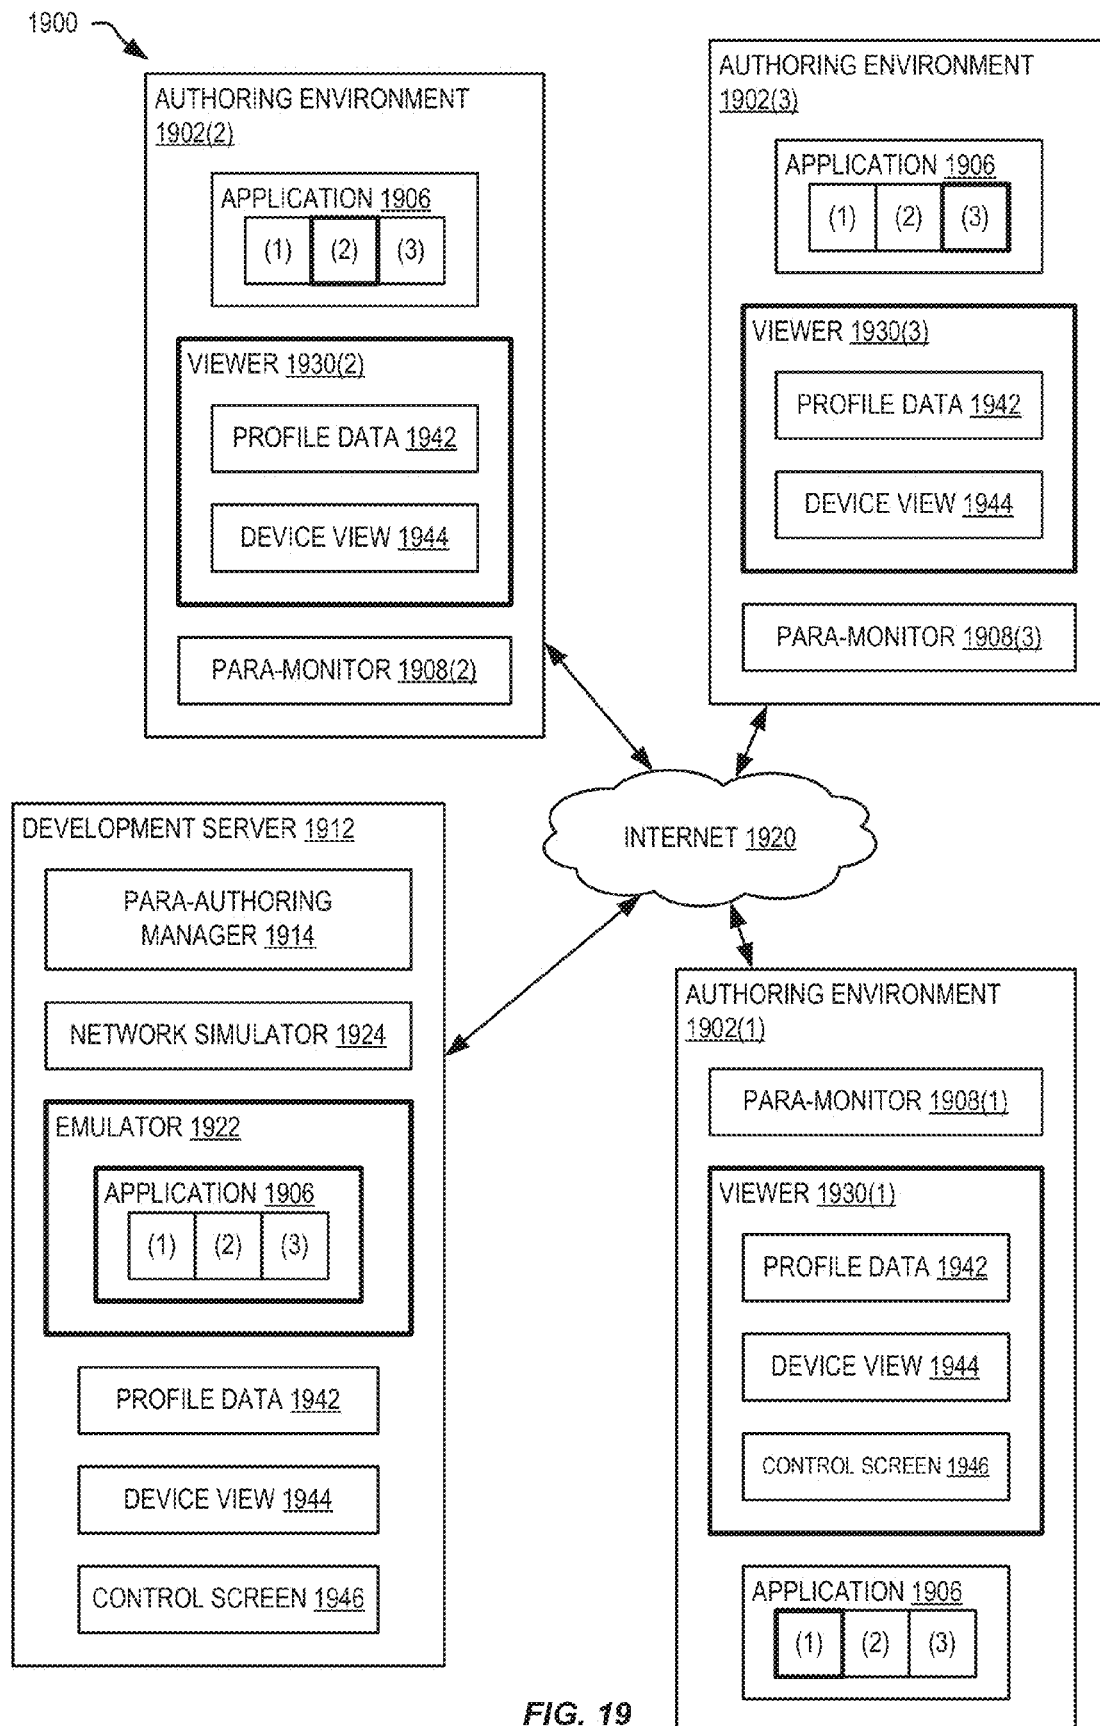 1900
AUTHORING ENVIRONMENT
1902(2)
APPLICATION 1906
(1) (2) (3)
VIEWER 1930(2)
PROFILE DATA 1942
DEVICE VIEW 1944
PARA-MONITOR 1908(2)
AUTHORING ENVIRONMENT
1902(3)
APPLICATION 1906
(1) (2) (3)
VIEWER 1930(3)
PROFILE DATA 1942
DEVICE VIEW 1944
PARA-MONITOR 1908(3)
INTERNET 1920
DEVELOPMENT SERVER 1912
PARA-AUTHORING
MANAGER 1914
NETWORK SIMULATOR 1924
EMULATOR 1922
APPLICATION 1906
(1) (2) (3)
PROFILE DATA 1942
DEVICE VIEW 1944
CONTROL SCREEN 1946
AUTHORING ENVIRONMENT
1902(1)
PARA-MONITOR 1908(1)
VIEWER 1930(1)
PROFILE DATA 1942
DEVICE VIEW 1944
CONTROL SCREEN 1946
APPLICATION 1906
(1) (2) (3)
FIG. 19